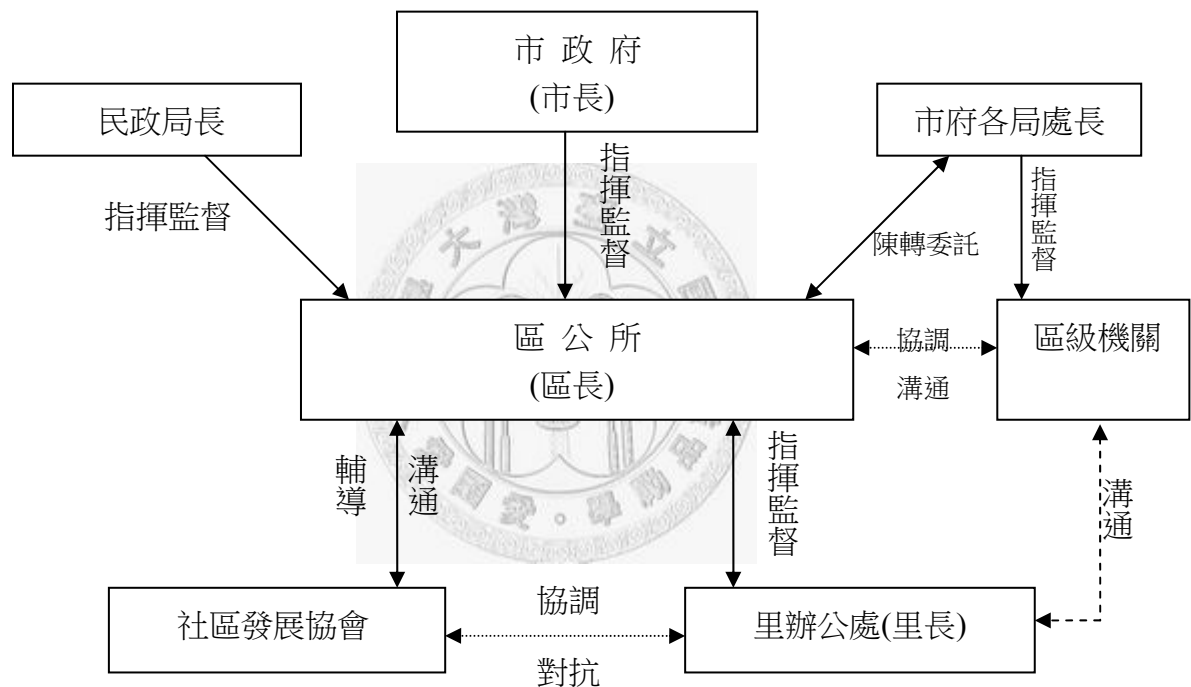 市 政 府
(市長)
民政局長
市府各局處長
指揮監督
指揮監督
陳轉委託
指揮監督
區 公 所
(區長)
協調
溝通
區級機關
輔導
溝通
指揮監督
溝通
社區發展協會
協調
對抗
里辦公處(里長)